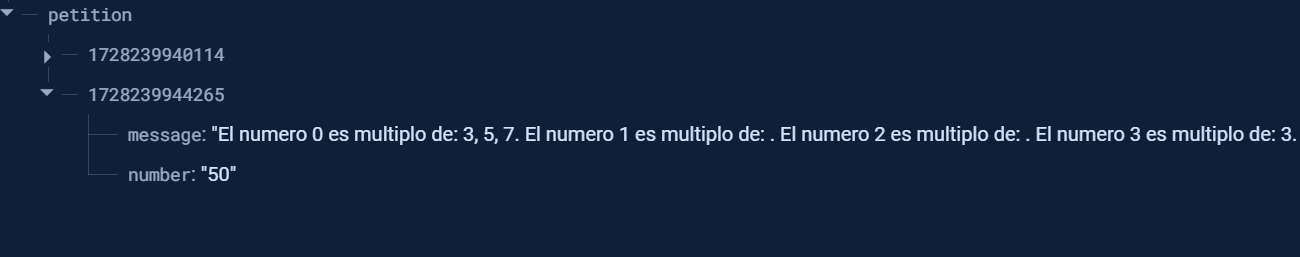 petition
1728239940114
1728239944265
message: "El numero 0 es multiplo de: 3, 5, 7. El numero 1 es multiplo de: . El numero 2 es multiplo de: . El numero 3 es multiplo de: 3.
number: "50"